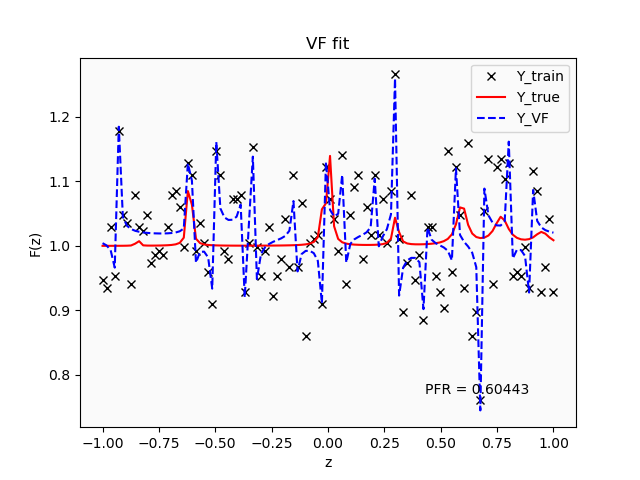 VF fit
Y_train
Y_true
Y_VF
F(z)
1.2
1.1
1.0
0.9
0.8
PFR = 0.60443
−1.00 −0.75 −0.50 −0.25 0.00 0.25 0.50 0.75 1.00
z